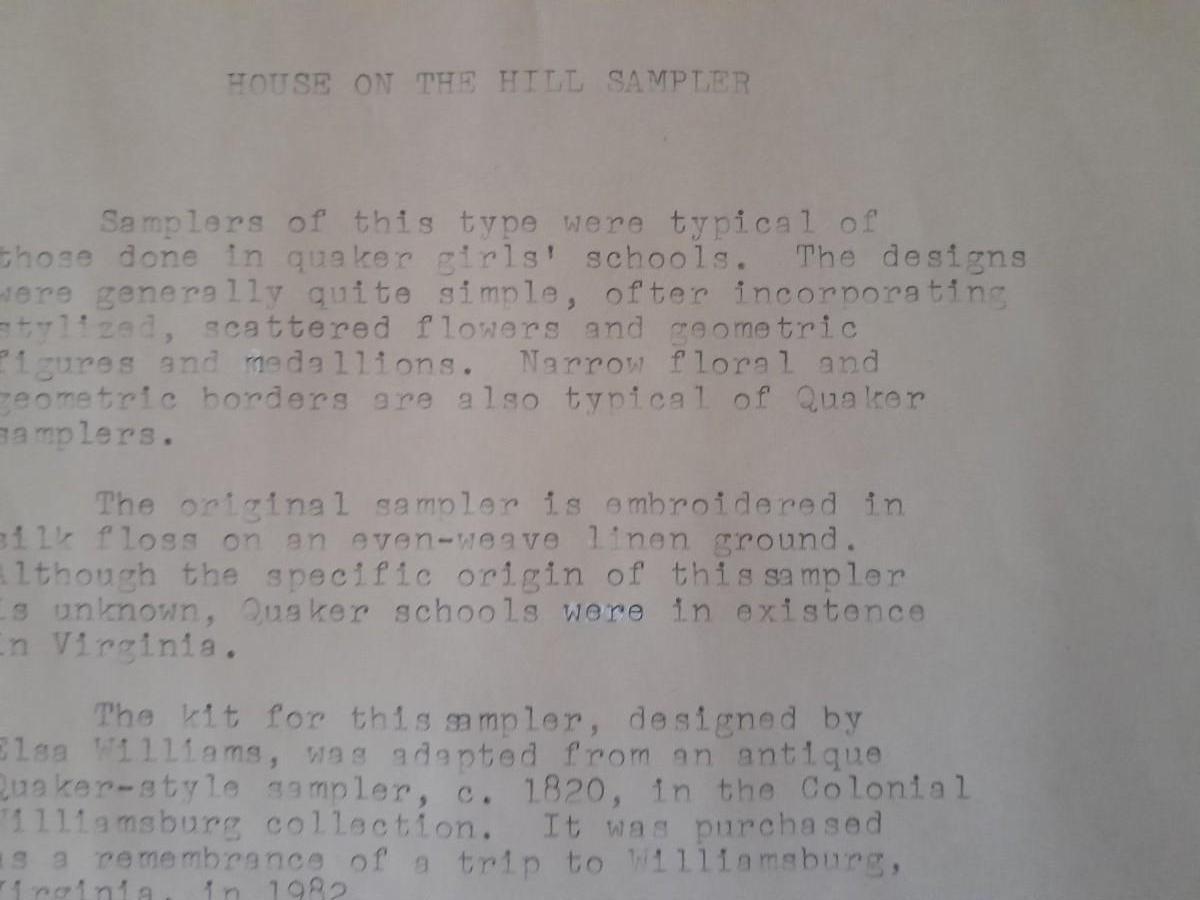 HOUSE ON THE HILL SAMPLER
Samplers of this type were typical of
those done in quaker girls' schools. The designs
were generally quite simple, ofter incorporating
stylized, scattered flowers and geometric
figures and medallions. Narrow floral and
geometric borders are also typical of Quaker
samplers.
The original sampler is embroidered in
silk floss on an even-weave linen ground.
Although the specific origin of this sampler
is unknown, Quaker schools were in existence
in Virginia.
The kit for this sampler, designed by
Elsa Williams, was adapted from an antique
Quaker-style sampler, c. 1820, in the Colonial
Williamsburg collection. It was purchased
as a remembrance of a trip to Williamsburg,
Virginia, in 1982